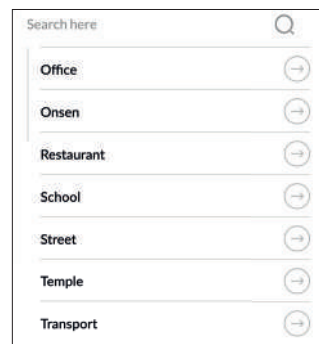 Search here
Office
Onsen
Restaurant
School
Street
Temple
Transport